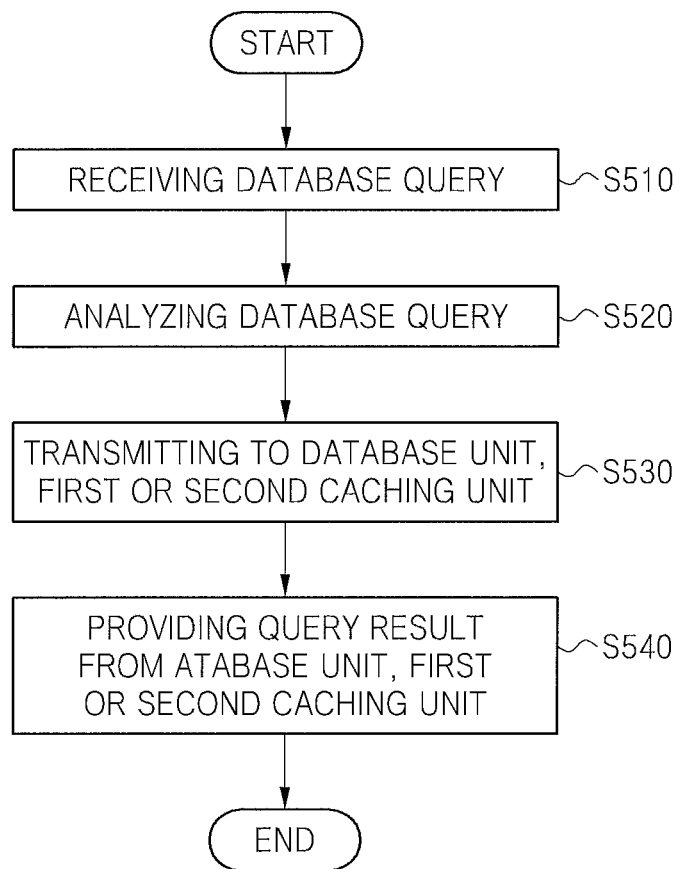 START
RECEIVING DATABASE QUERY
S510
ANALYZING DATABASE QUERY
S520
TRANSMITTING TO DATABASE UNIT,
FIRST OR SECOND CACHING UNIT
S530
PROVIDING QUERY RESULT
FROM ATABASE UNIT, FIRST
OR SECOND CACHING UNIT
S540
END